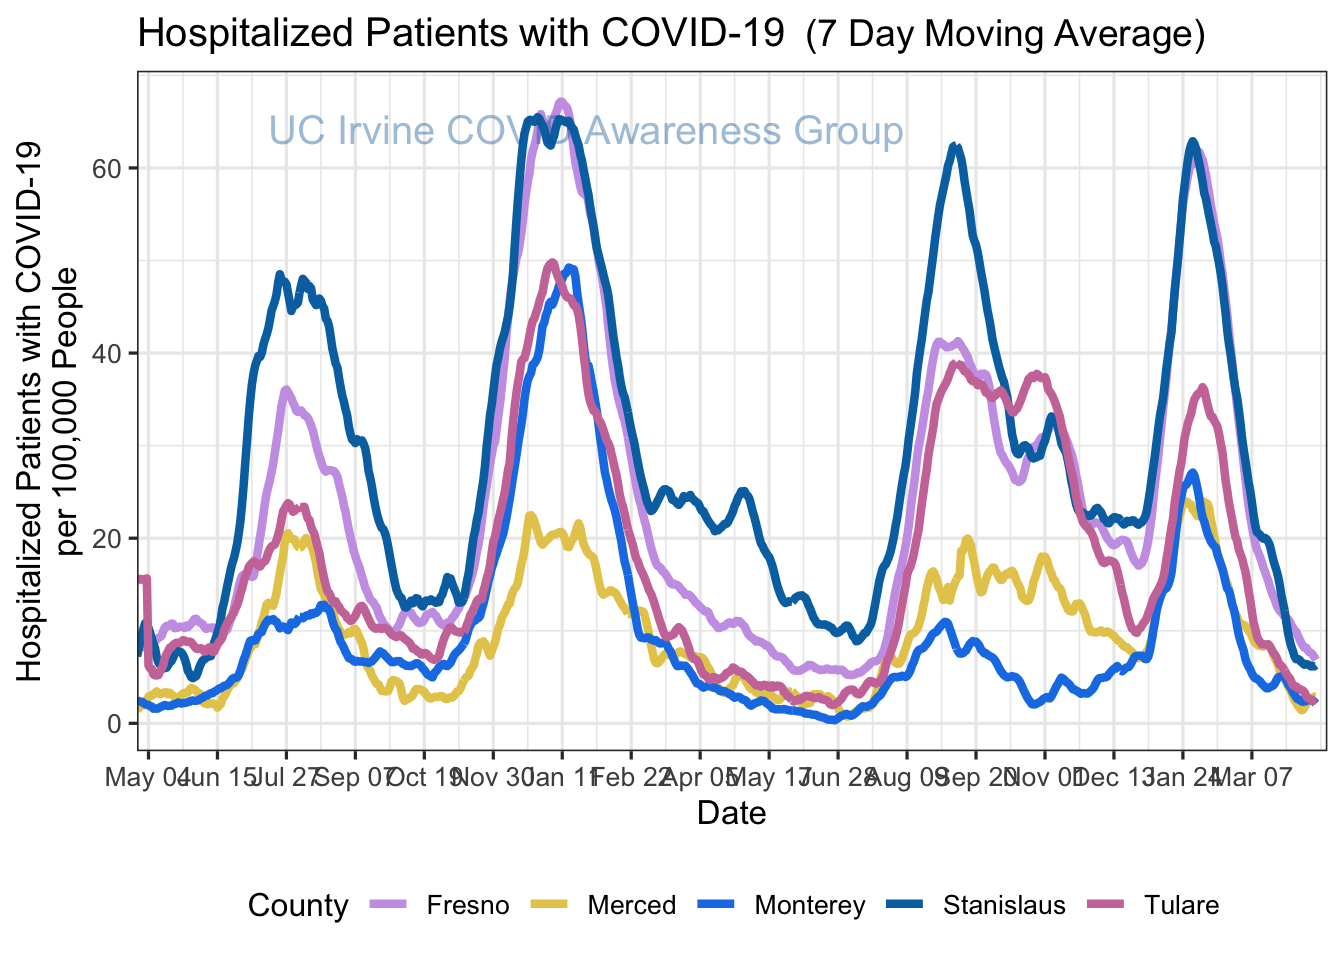 Hospitalized Patients with COVID-19  (7 Day Moving Average)
UC Irvine COVID Awareness Group
Hospitalized Patients with COVID-19
per 100,000 People
60
40
20
0
May 04 Jun 15 Jul 27 Sep 07 Oct 19 Nov 30 Jan 11 Feb 22 Apr 05 May 17 Jun 28 Aug 09 Sep 20 Nov 01 Dec 13 Jan 24 Mar 07
Date
County Fresno Merced Monterey Stanislaus Tulare